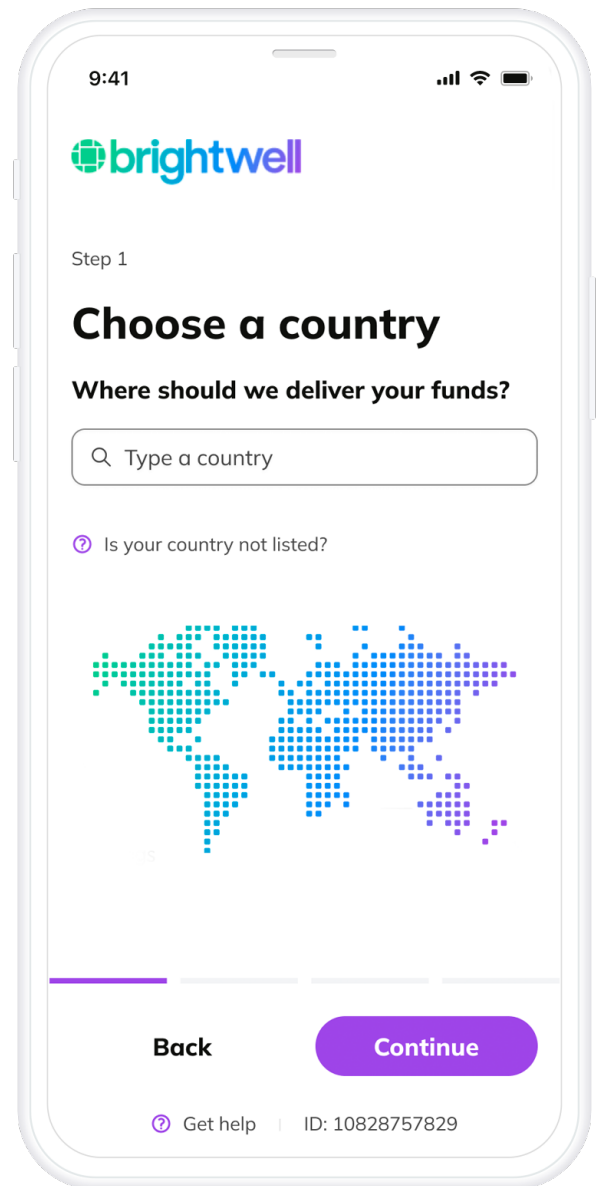 9:41
brightwell
Step 1
Choose a country
Where should we deliver your funds?
Type a country
Is your country not listed?
Back
Continue
Get help
ID: 10828757829